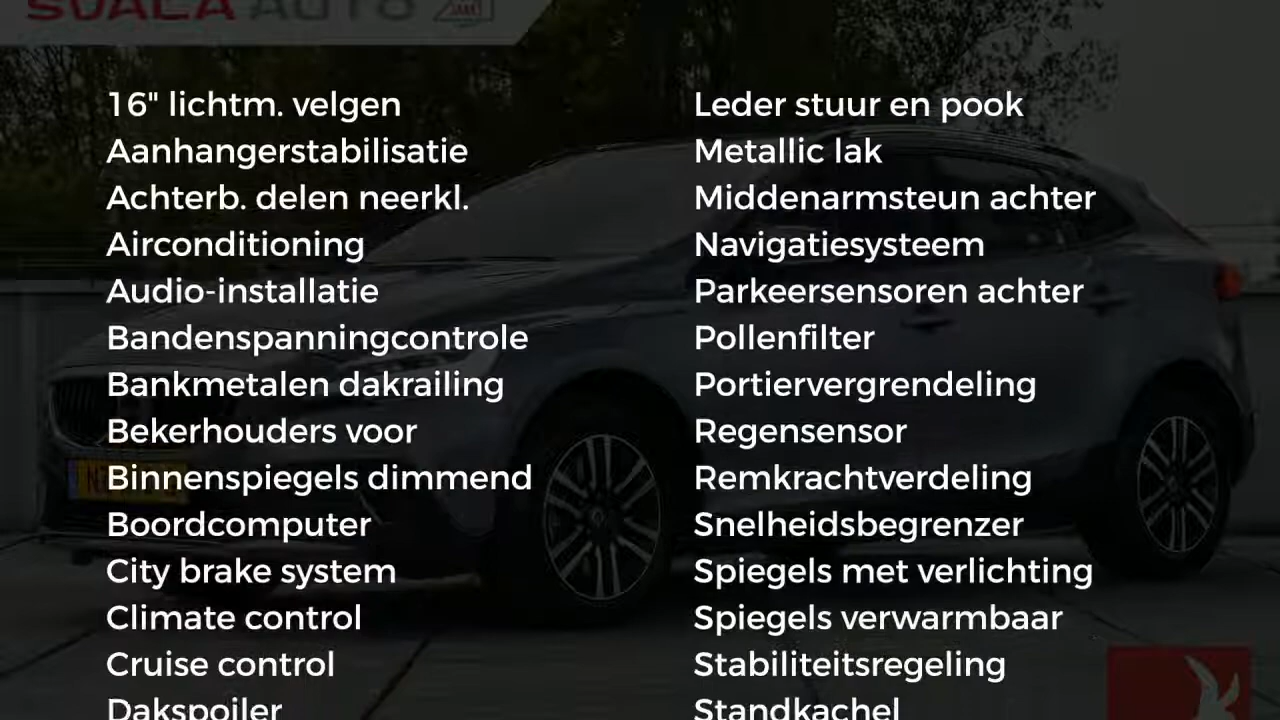 AUTO
16" lichtm. velgen
Aanhangerstabilisatie
Achterb. delen neerkl.
Airconditioning
Audio-installatie
Bandenspanningcontrole
Bankmetalen dakrailing
Bekerhouders voor
Binnenspiegels dimmend
Boordcomputer
City brake system
Climate control
Cruise control
Dakspoiler
Leder stuur en pook
Metallic lak
Middenarmsteun achter
Navigatiesysteem
Parkeersensoren achter
Pollenfilter
Portiervergrendeling
Regensensor
Remkrachtverdeling
Snelheidsbegrenzer
Spiegels met verlichting
Spiegels verwarmbaar
Stabiliteitsregeling
Standkachel